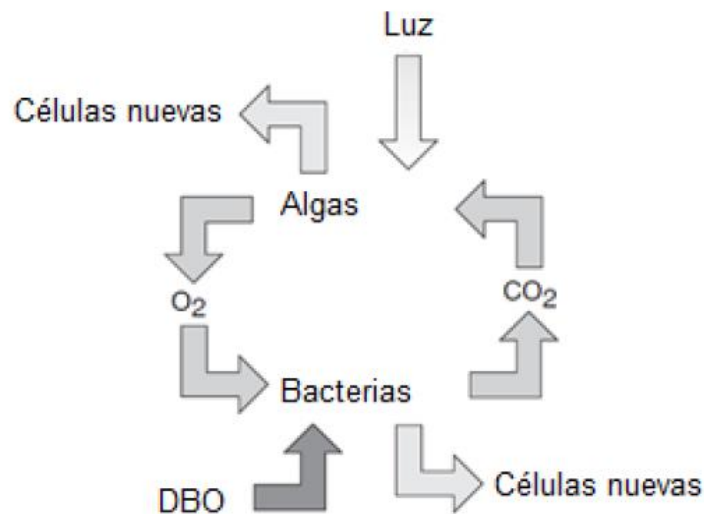 Luz
Células nuevas
Algas
O₂
CO₂
Bacterias
DBO
Células nuevas